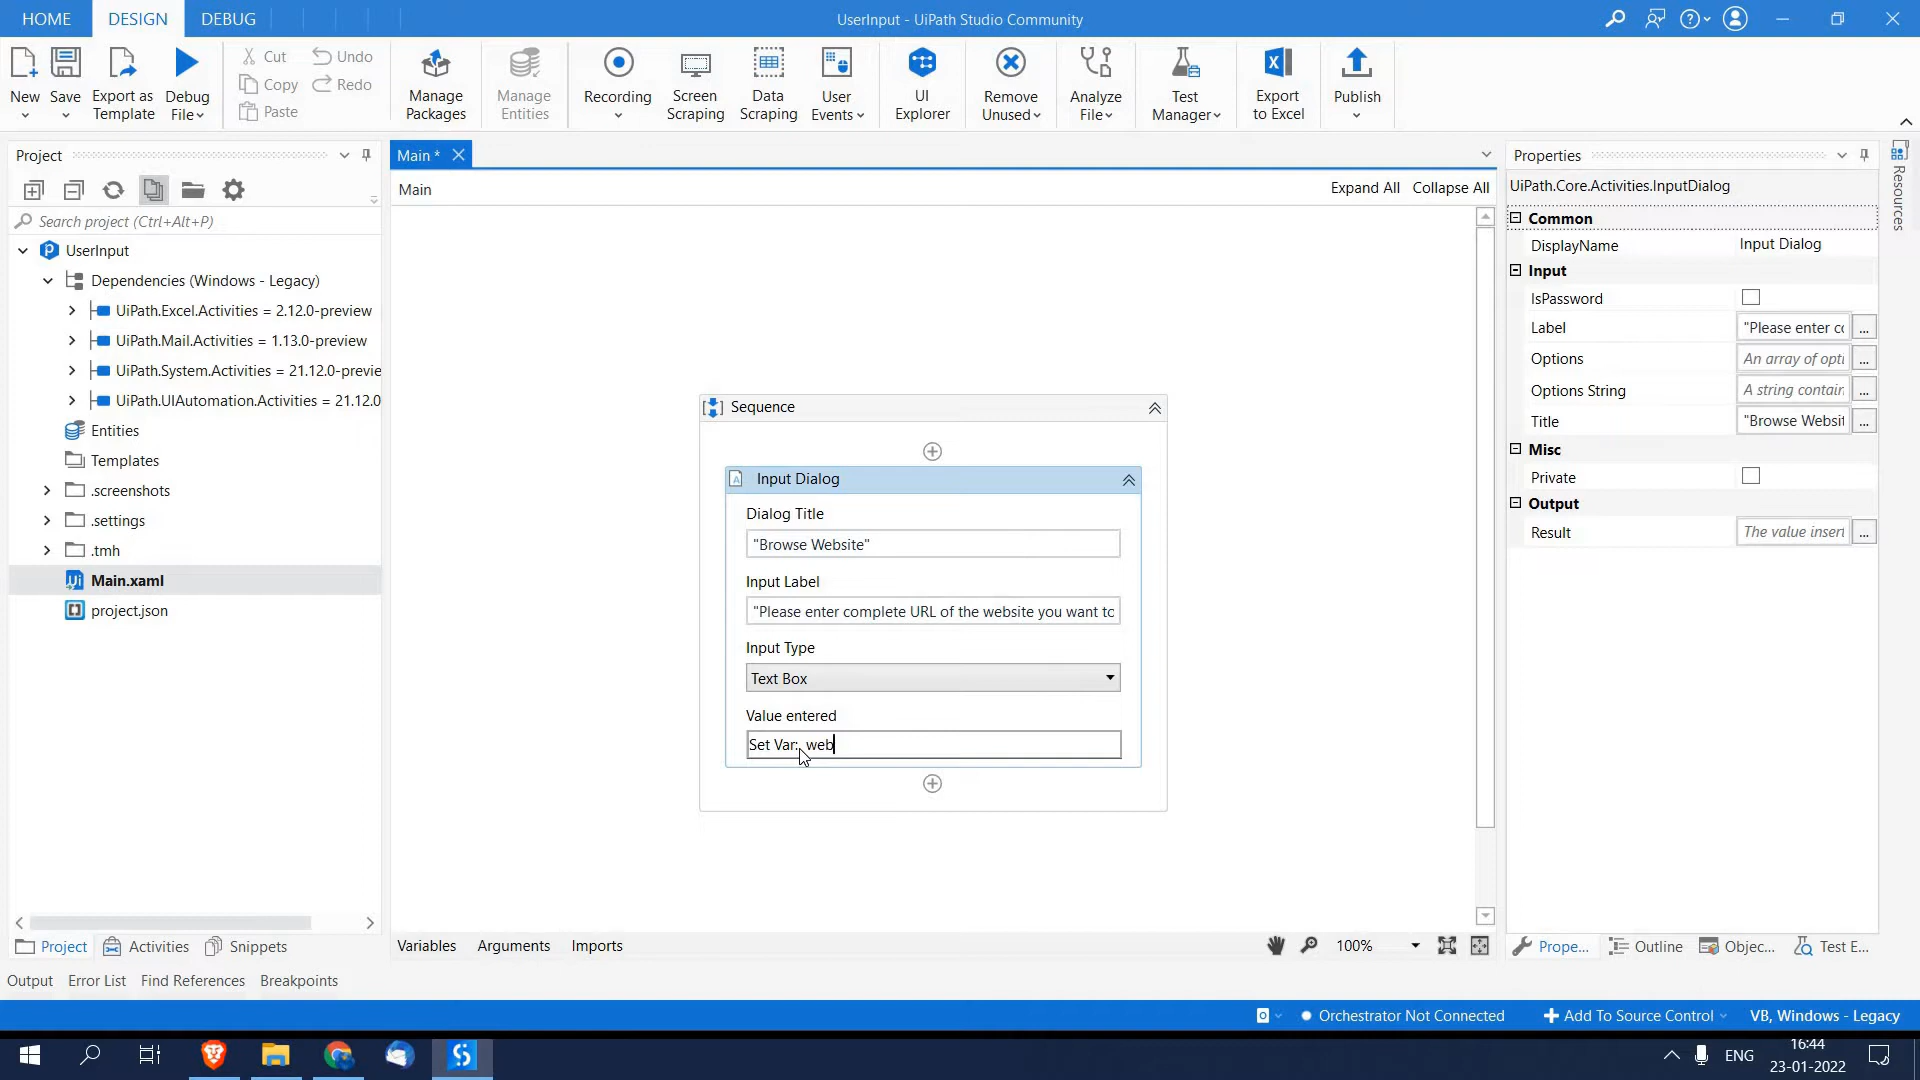 HOME DESIGN DEBUG UserInput - UiPath Studio Community
Cut Undo
Copy Redo
Paste
New Save Export as Template Debug File Manage Packages Manage Entities Recording Screen Scraping Data Scraping User Events UI Explorer Remove Unused Analyze File Test Manager Export to Excel Publish
Project
Search project (Ctrl+Alt+P)
UserInput
Dependencies (Windows - Legacy)
UiPath.Excel.Activities = 2.12.0-preview
UiPath.Mail.Activities = 1.13.0-preview
UiPath.System.Activities = 21.12.0-previe
UiPath.UIAutomation.Activities = 21.12.0
Entities
Templates
.screenshots
.settings
.tmh
Main.xaml
project.json
Project Activities Snippets
Main *
Main Expand All Collapse All
Sequence
Input Dialog
Dialog Title
"Browse Website"
Input Label
"Please enter complete URL of the website you want to
Input Type
Text Box
Value entered
Set Var: web
Variables Arguments Imports 100%
Properties
UiPath.Core.Activities.InputDialog
Common
DisplayName Input Dialog
Input
IsPassword
Label "Please enter co ...
Options An array of opti ...
Options String A string contain ...
Title "Browse Websit ...
Misc
Private
Output
Result The value insert ...
Prope... Outline Objec... Test E...
Resources
Output Error List Find References Breakpoints
Orchestrator Not Connected Add To Source Control VB, Windows - Legacy
ENG 16:44
23-01-2022